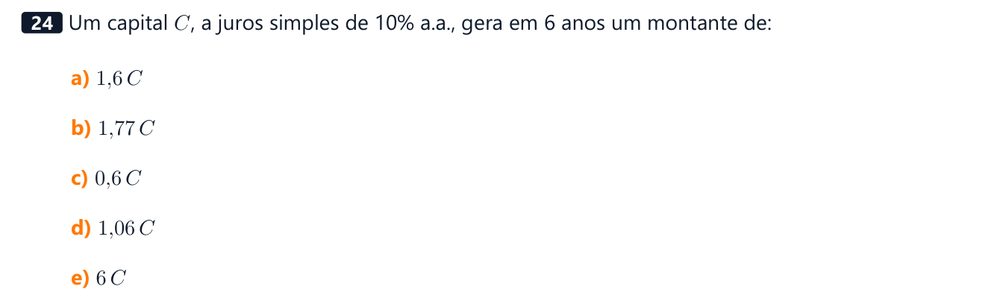 24 Um capital C, a juros simples de 10% a.a., gera em 6 anos um montante de:
a) 1,6 C
b) 1,77 C
c) 0,6 C
d) 1,06 C
e) 6 C